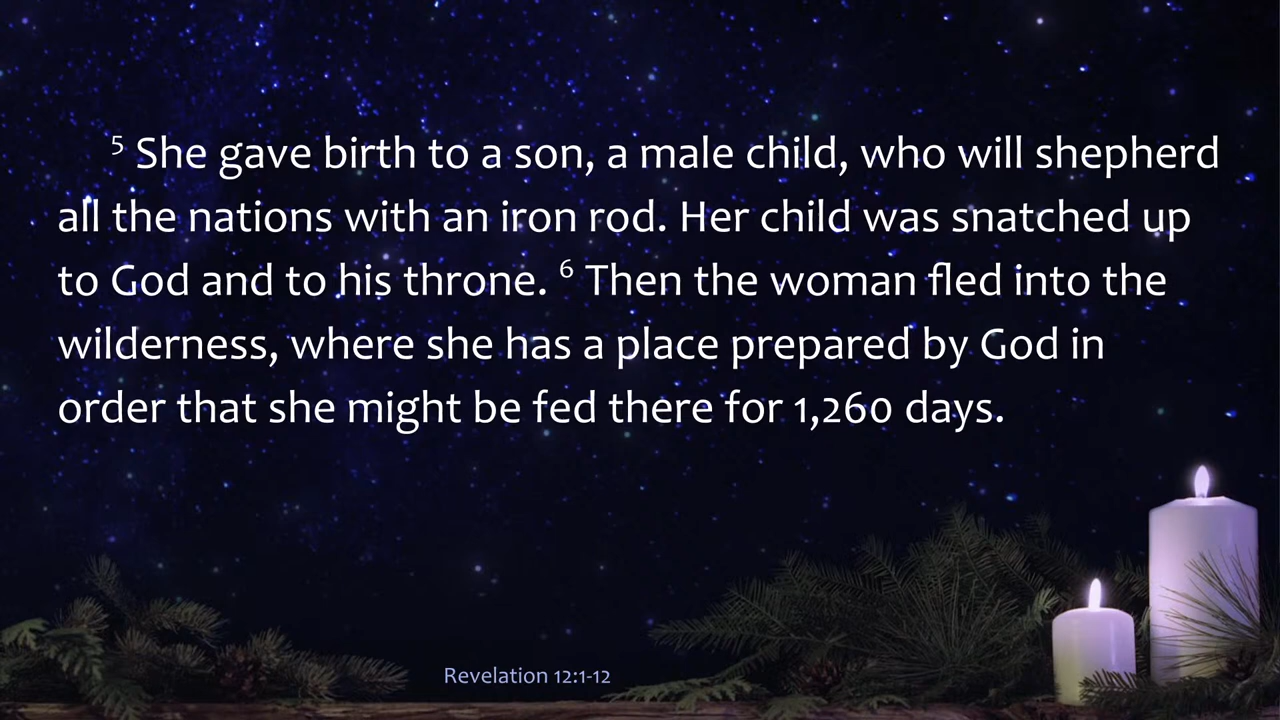 ⁵ She gave birth to a son, a male child, who will shepherd
all the nations with an iron rod. Her child was snatched up
to God and to his throne. ⁶ Then the woman fled into the
wilderness, where she has a place prepared by God in
order that she might be fed there for 1,260 days.
Revelation 12:1-12